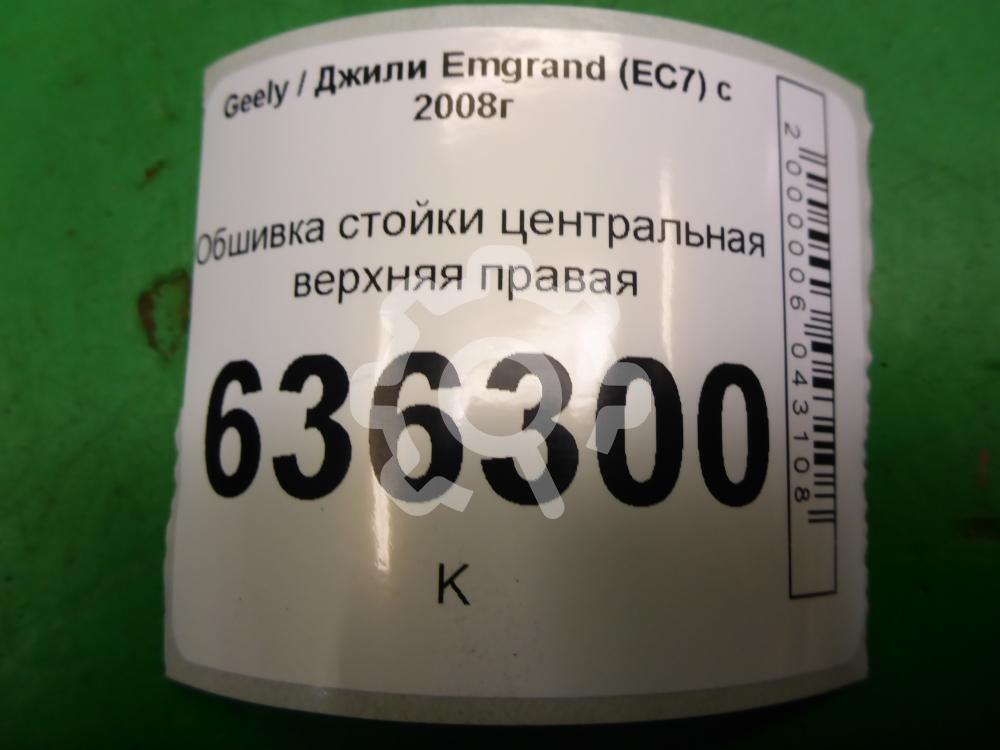 Geely / Джили Emgrand (EC7) с
2008г
Обшивка стойки центральная
верхняя правая
636300
К
2000006043108